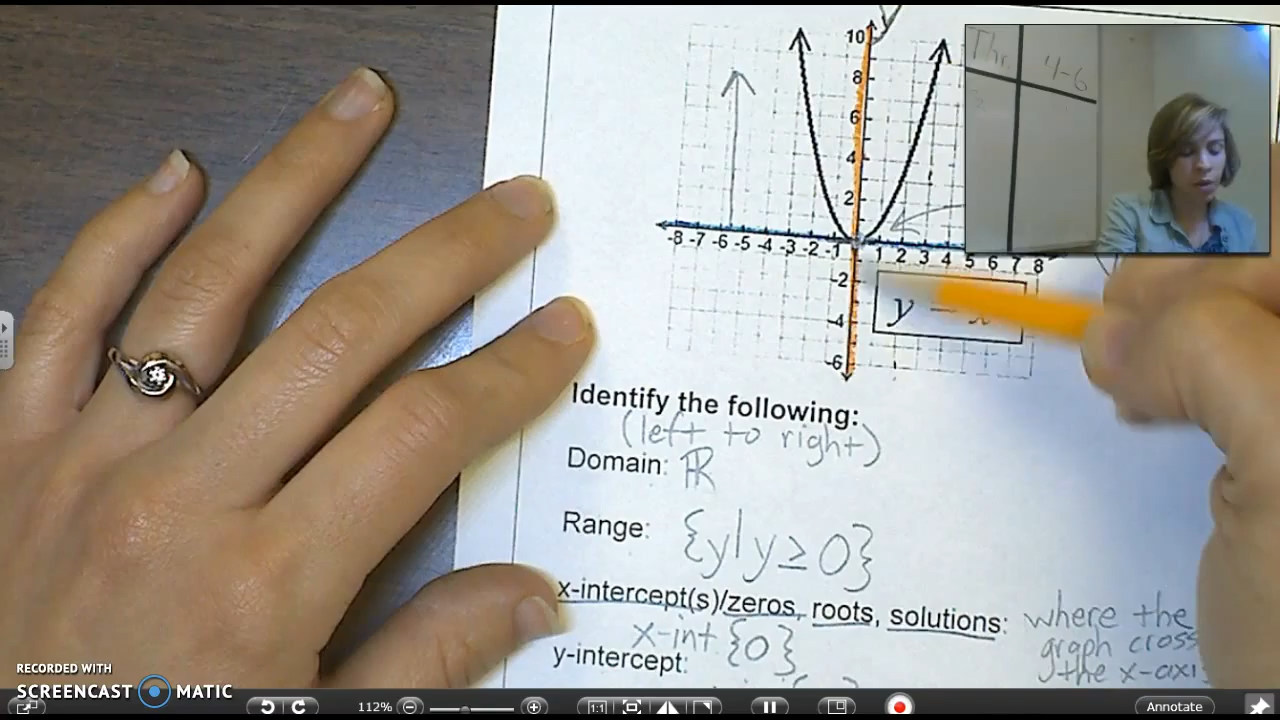 y
10
8
6
4
2
-8 -7 -6 -5 -4 -3 -2 -1 1 2 3 4 5 6 7 8
-2
-4
-6
y =
Thr 4-6
Identify the following:
(left to right)
Domain: ℝ
Range: {y|y≥0}
x-intercept(s)/zeros, roots, solutions: where the
graph cross
the x-axi
x-int {0}
y-intercept:
RECORDED WITH
SCREENCAST MATIC
112%
1:1
Annotate